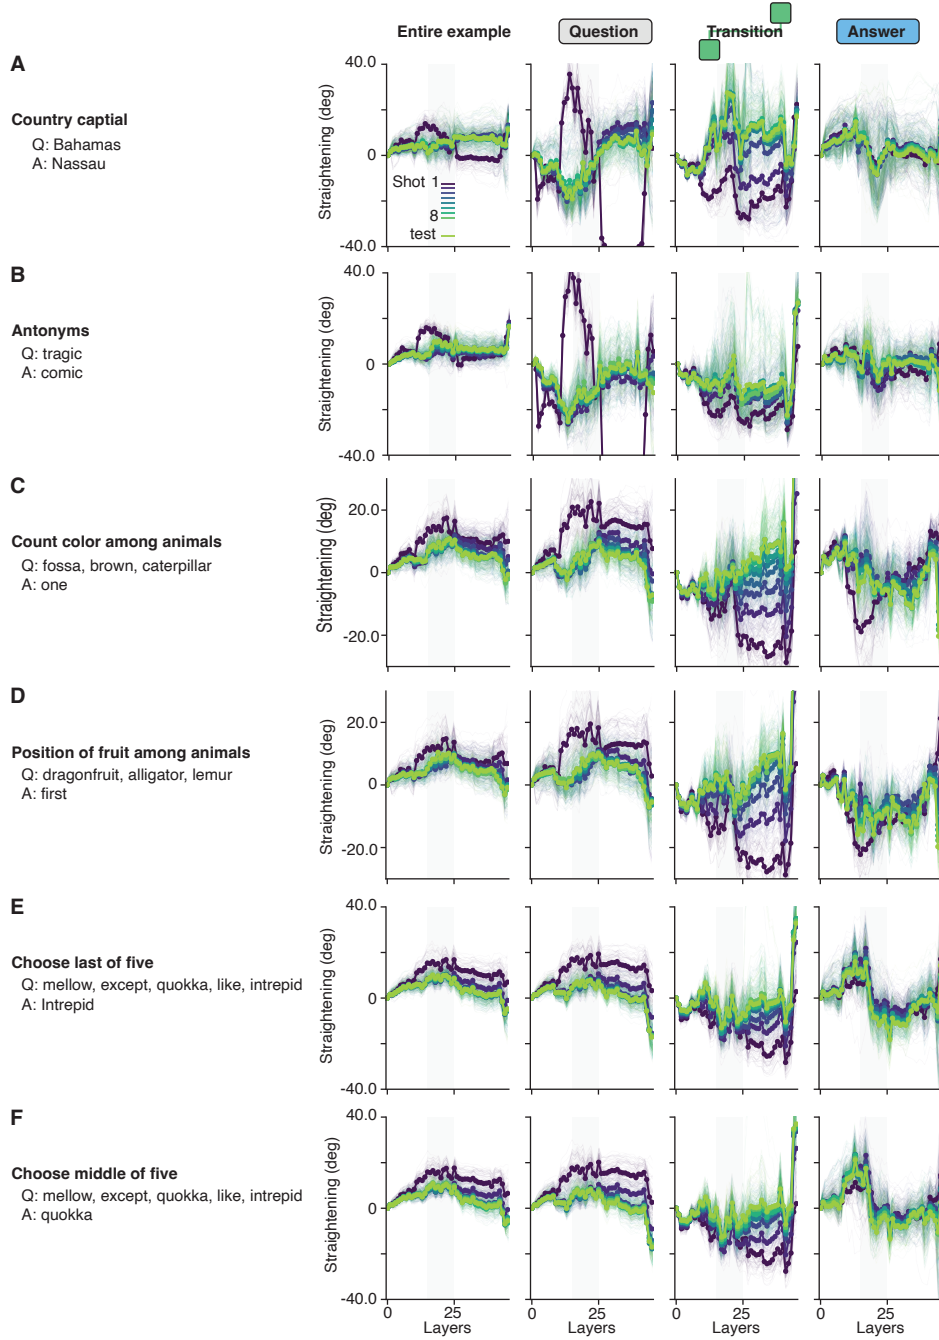 Entire example
Question
Transition
Answer
A
Country captial
Q: Bahamas
A: Nassau
Straightening (deg)
40.0
0
-40.0
Shot 1
8
test
B
Antonyms
Q: tragic
A: comic
Straightening (deg)
40.0
0
-40.0
C
Count color among animals
Q: fossa, brown, caterpillar
A: one
Straightening (deg)
20.0
0
-20.0
D
Position of fruit among animals
Q: dragonfruit, alligator, lemur
A: first
Straightening (deg)
20.0
0
-20.0
E
Choose last of five
Q: mellow, except, quokka, like, intrepid
A: Intrepid
Straightening (deg)
40.0
0
-40.0
F
Choose middle of five
Q: mellow, except, quokka, like, intrepid
A: quokka
Straightening (deg)
40.0
0
-40.0
0 25 0 25 0 25 0 25
Layers Layers Layers Layers